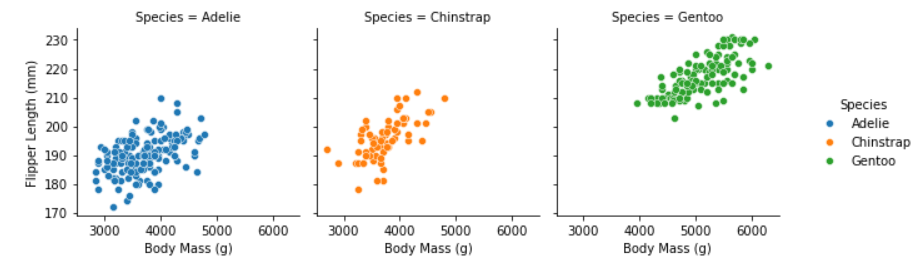 Species = Adelie
Species = Chinstrap
Species = Gentoo
230
220
210
200
190
180
170
Flipper Length (mm)
3000 4000 5000 6000
3000 4000 5000 6000
3000 4000 5000 6000
Body Mass (g)
Body Mass (g)
Body Mass (g)
Species
Adelie
Chinstrap
Gentoo